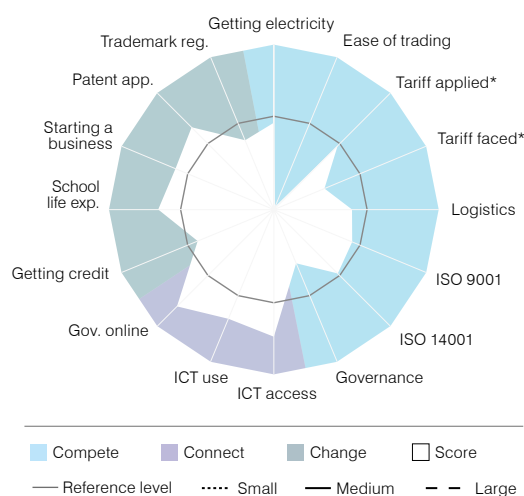 Getting electricity
Trademark reg.
Ease of trading
Patent app.
Tariff applied*
Starting a
business
Tariff faced*
School
life exp.
Logistics
Getting credit
ISO 9001
Gov. online
ISO 14001
ICT use
Governance
ICT access
Compete
Connect
Change
Score
Reference level
Small
Medium
Large